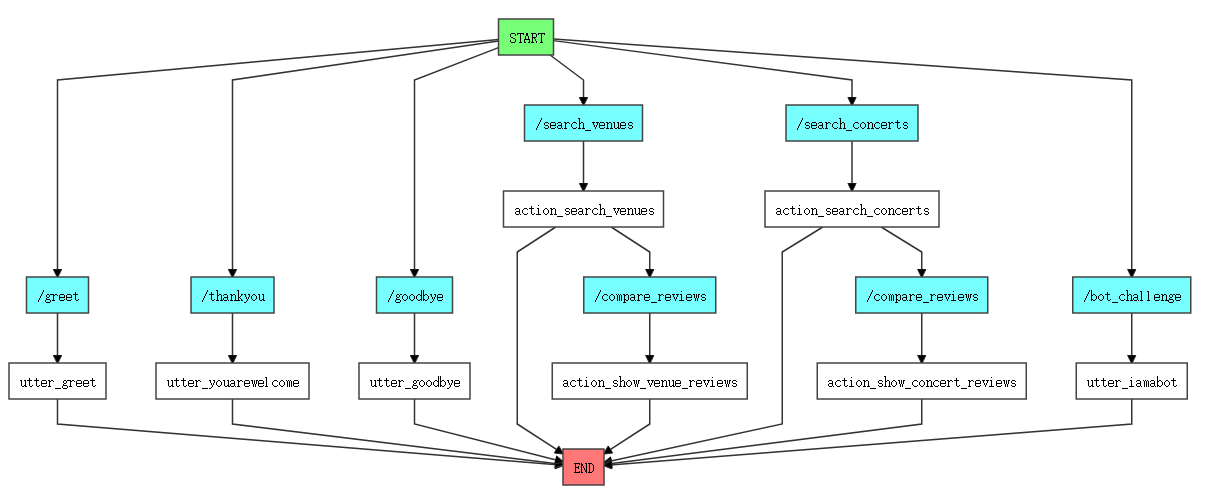 START
/search_venues
/search_concerts
action_search_venues
action_search_concerts
/greet
/thankyou
/goodbye
/compare_reviews
/compare_reviews
/bot_challenge
utter_greet
utter_youarewelcome
utter_goodbye
action_show_venue_reviews
action_show_concert_reviews
utter_iamabot
END